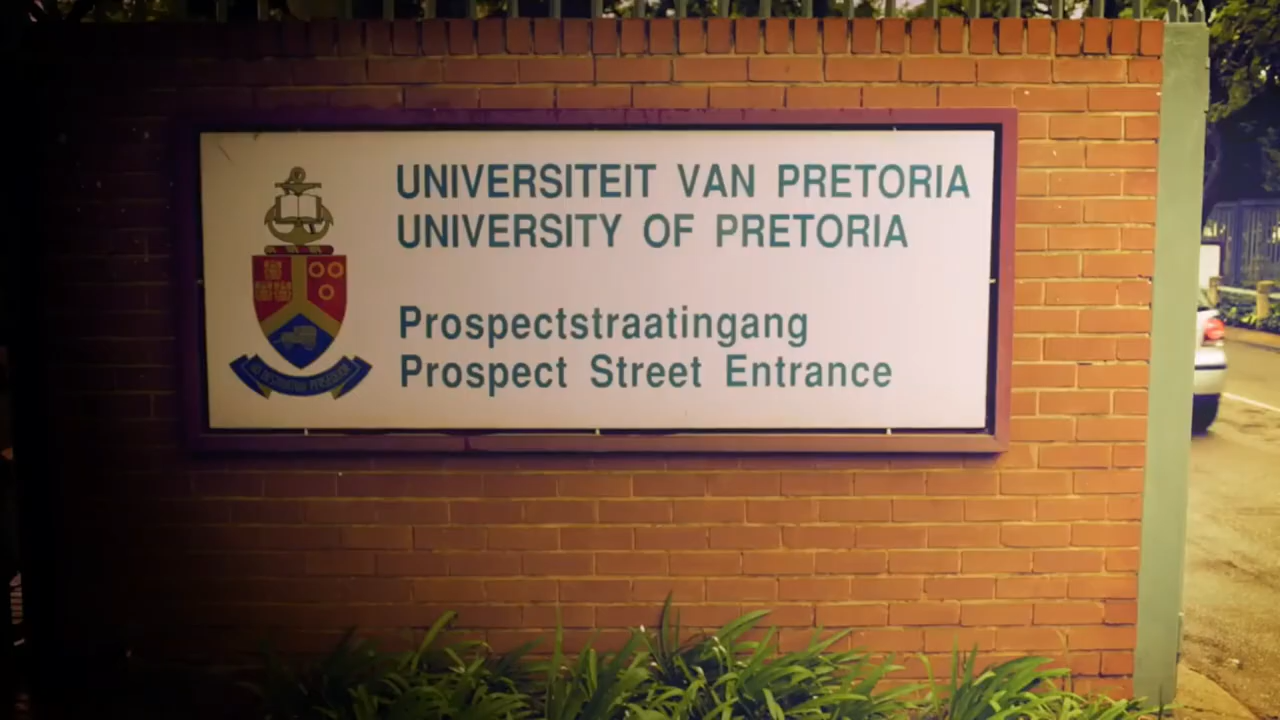 UNIVERSITEIT VAN PRETORIA
UNIVERSITY OF PRETORIA
Prospectstraatingang
Prospect Street Entrance